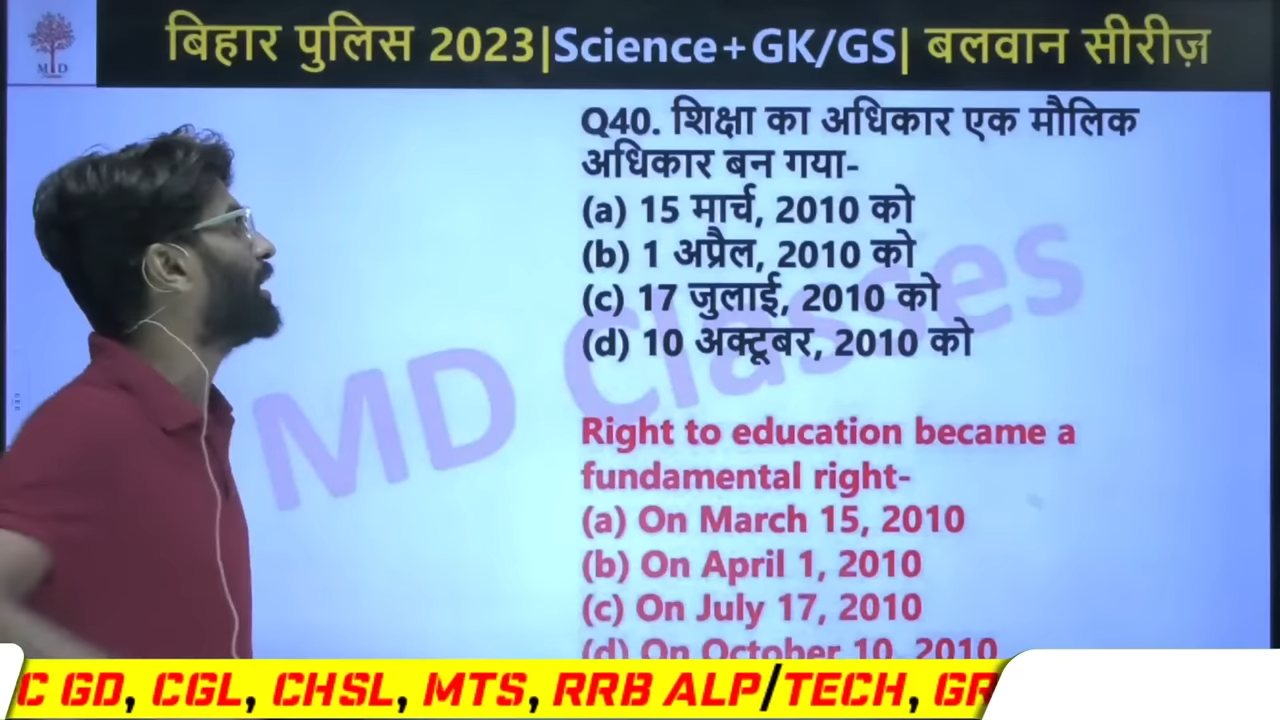 बिहार पुलिस 2023|Science+GK/GS| बलवान सीरीज़
MD
Q40. शिक्षा का अधिकार एक मौलिक
अधिकार बन गया-
(a) 15 मार्च, 2010 को
(b) 1 अप्रैल, 2010 को
(c) 17 जुलाई, 2010 को
(d) 10 अक्टूबर, 2010 को
MD Classes
Right to education became a
fundamental right-
(a) On March 15, 2010
(b) On April 1, 2010
(c) On July 17, 2010
(d) On October 10, 2010
C GD, CGL, CHSL, MTS, RRB ALP/TECH, GR